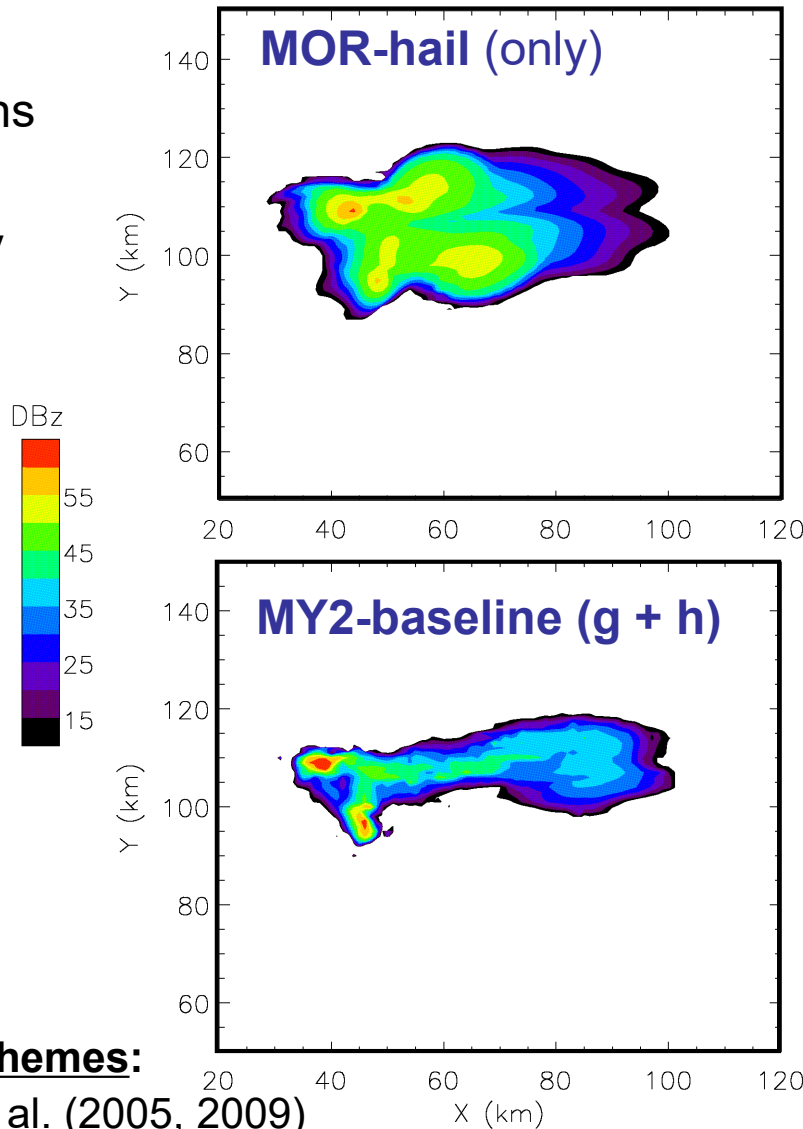 MOR-hail (only)
140
120
100
80
60
Y (km)
20 40 60 80 100 120
ns
DBz
55
45
35
25
15
MY2-baseline (g + h)
140
120
100
80
60
Y (km)
20 40 60 80 100 120
X (km)
hemes:
al. (2005, 2009)